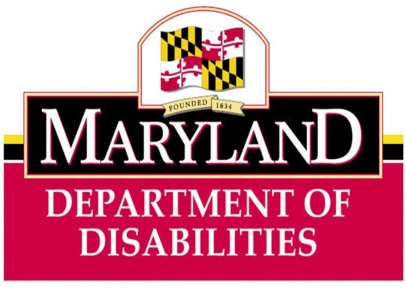 FOUNDED 1634
MARYLAND
DEPARTMENT OF
DISABILITIES